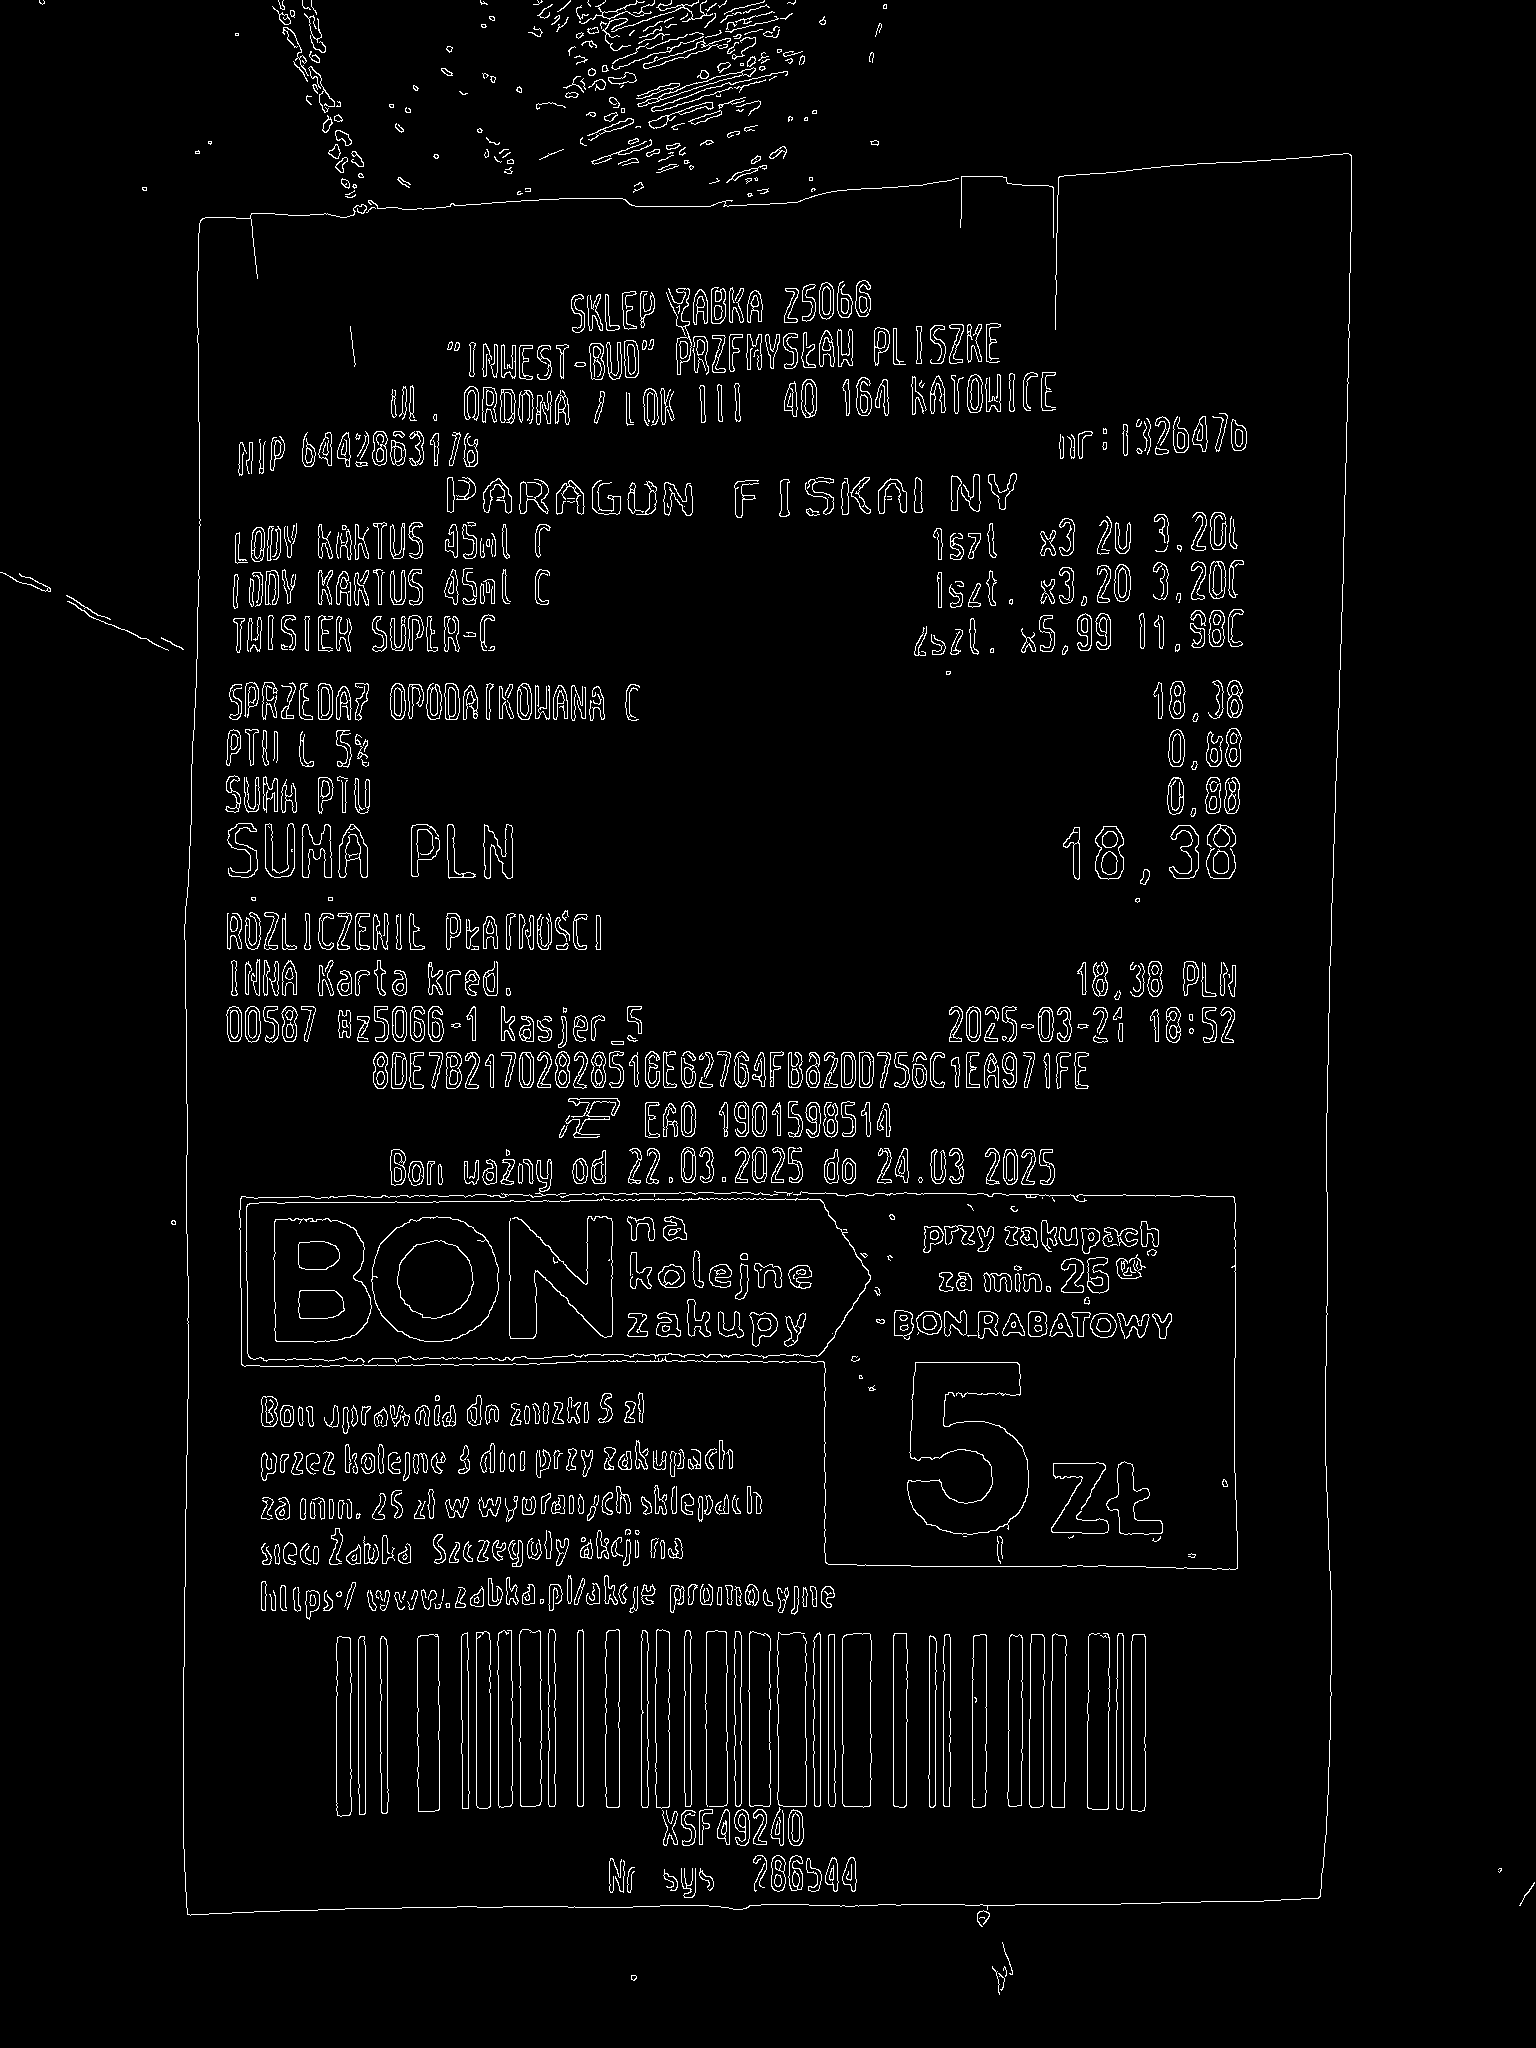 SKLEP ŻABKA Z5066
"INWEST-BUD" PRZEMYSŁAW PLISZKE
UL. ORDONA 7 LOK III 40 164 KATOWICE
NIP 6442863178 nr:
PARAGON FISKALNY
LODY KAKTUS 45ml C 1szt. x3,20 3,20C
LODY KAKTUS 45ml C 1szt. x3,20 3,20C
TWISTER SUPER-C 2szt. x5,99 11,98C
SPRZEDAŻ OPODATKOWANA C 18,38
PTU C 5% 0,88
SUMA PTU 0,88
SUMA PLN 18,38
ROZLICZENIE PŁATNOŚCI
INNA Karta kred. 18,38 PLN
00587 #z5066-1 kasjer_5 2025-03-21 18:52
EAO 1901598514
Bon ważny od 22.03.2025 do 24.03.2025
BON na
kolejne
zakupy
przy zakupach
za min. 25⁰⁰
BON RABATOWY
5 ZŁ
Bon uprawnia do zniżki 5 zł
przez kolejne 3 dni przy zakupach
za min. 25 zł w wybranych sklepach
sieci Żabka. Szczegóły akcji na
https://www.zabka.pl/akcje promocyjne
XSF49240
Nr sys 286544